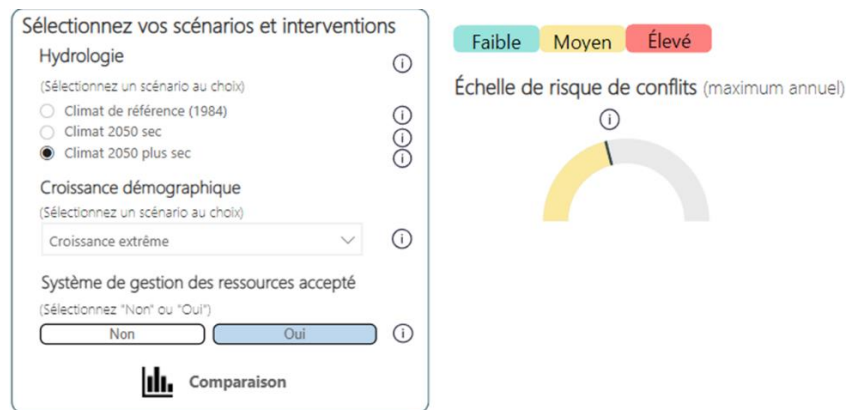 Sélectionnez vos scénarios et interventions
Hydrologie
(Sélectionnez un scénario au choix)
Climat de référence (1984)
Climat 2050 sec
Climat 2050 plus sec
Croissance démographique
(Sélectionnez un scénario au choix)
Croissance extrême
Système de gestion des ressources accepté
(Sélectionnez "Non" ou "Oui")
Non Oui
Comparaison
Faible Moyen Élevé
Échelle de risque de conflits (maximum annuel)